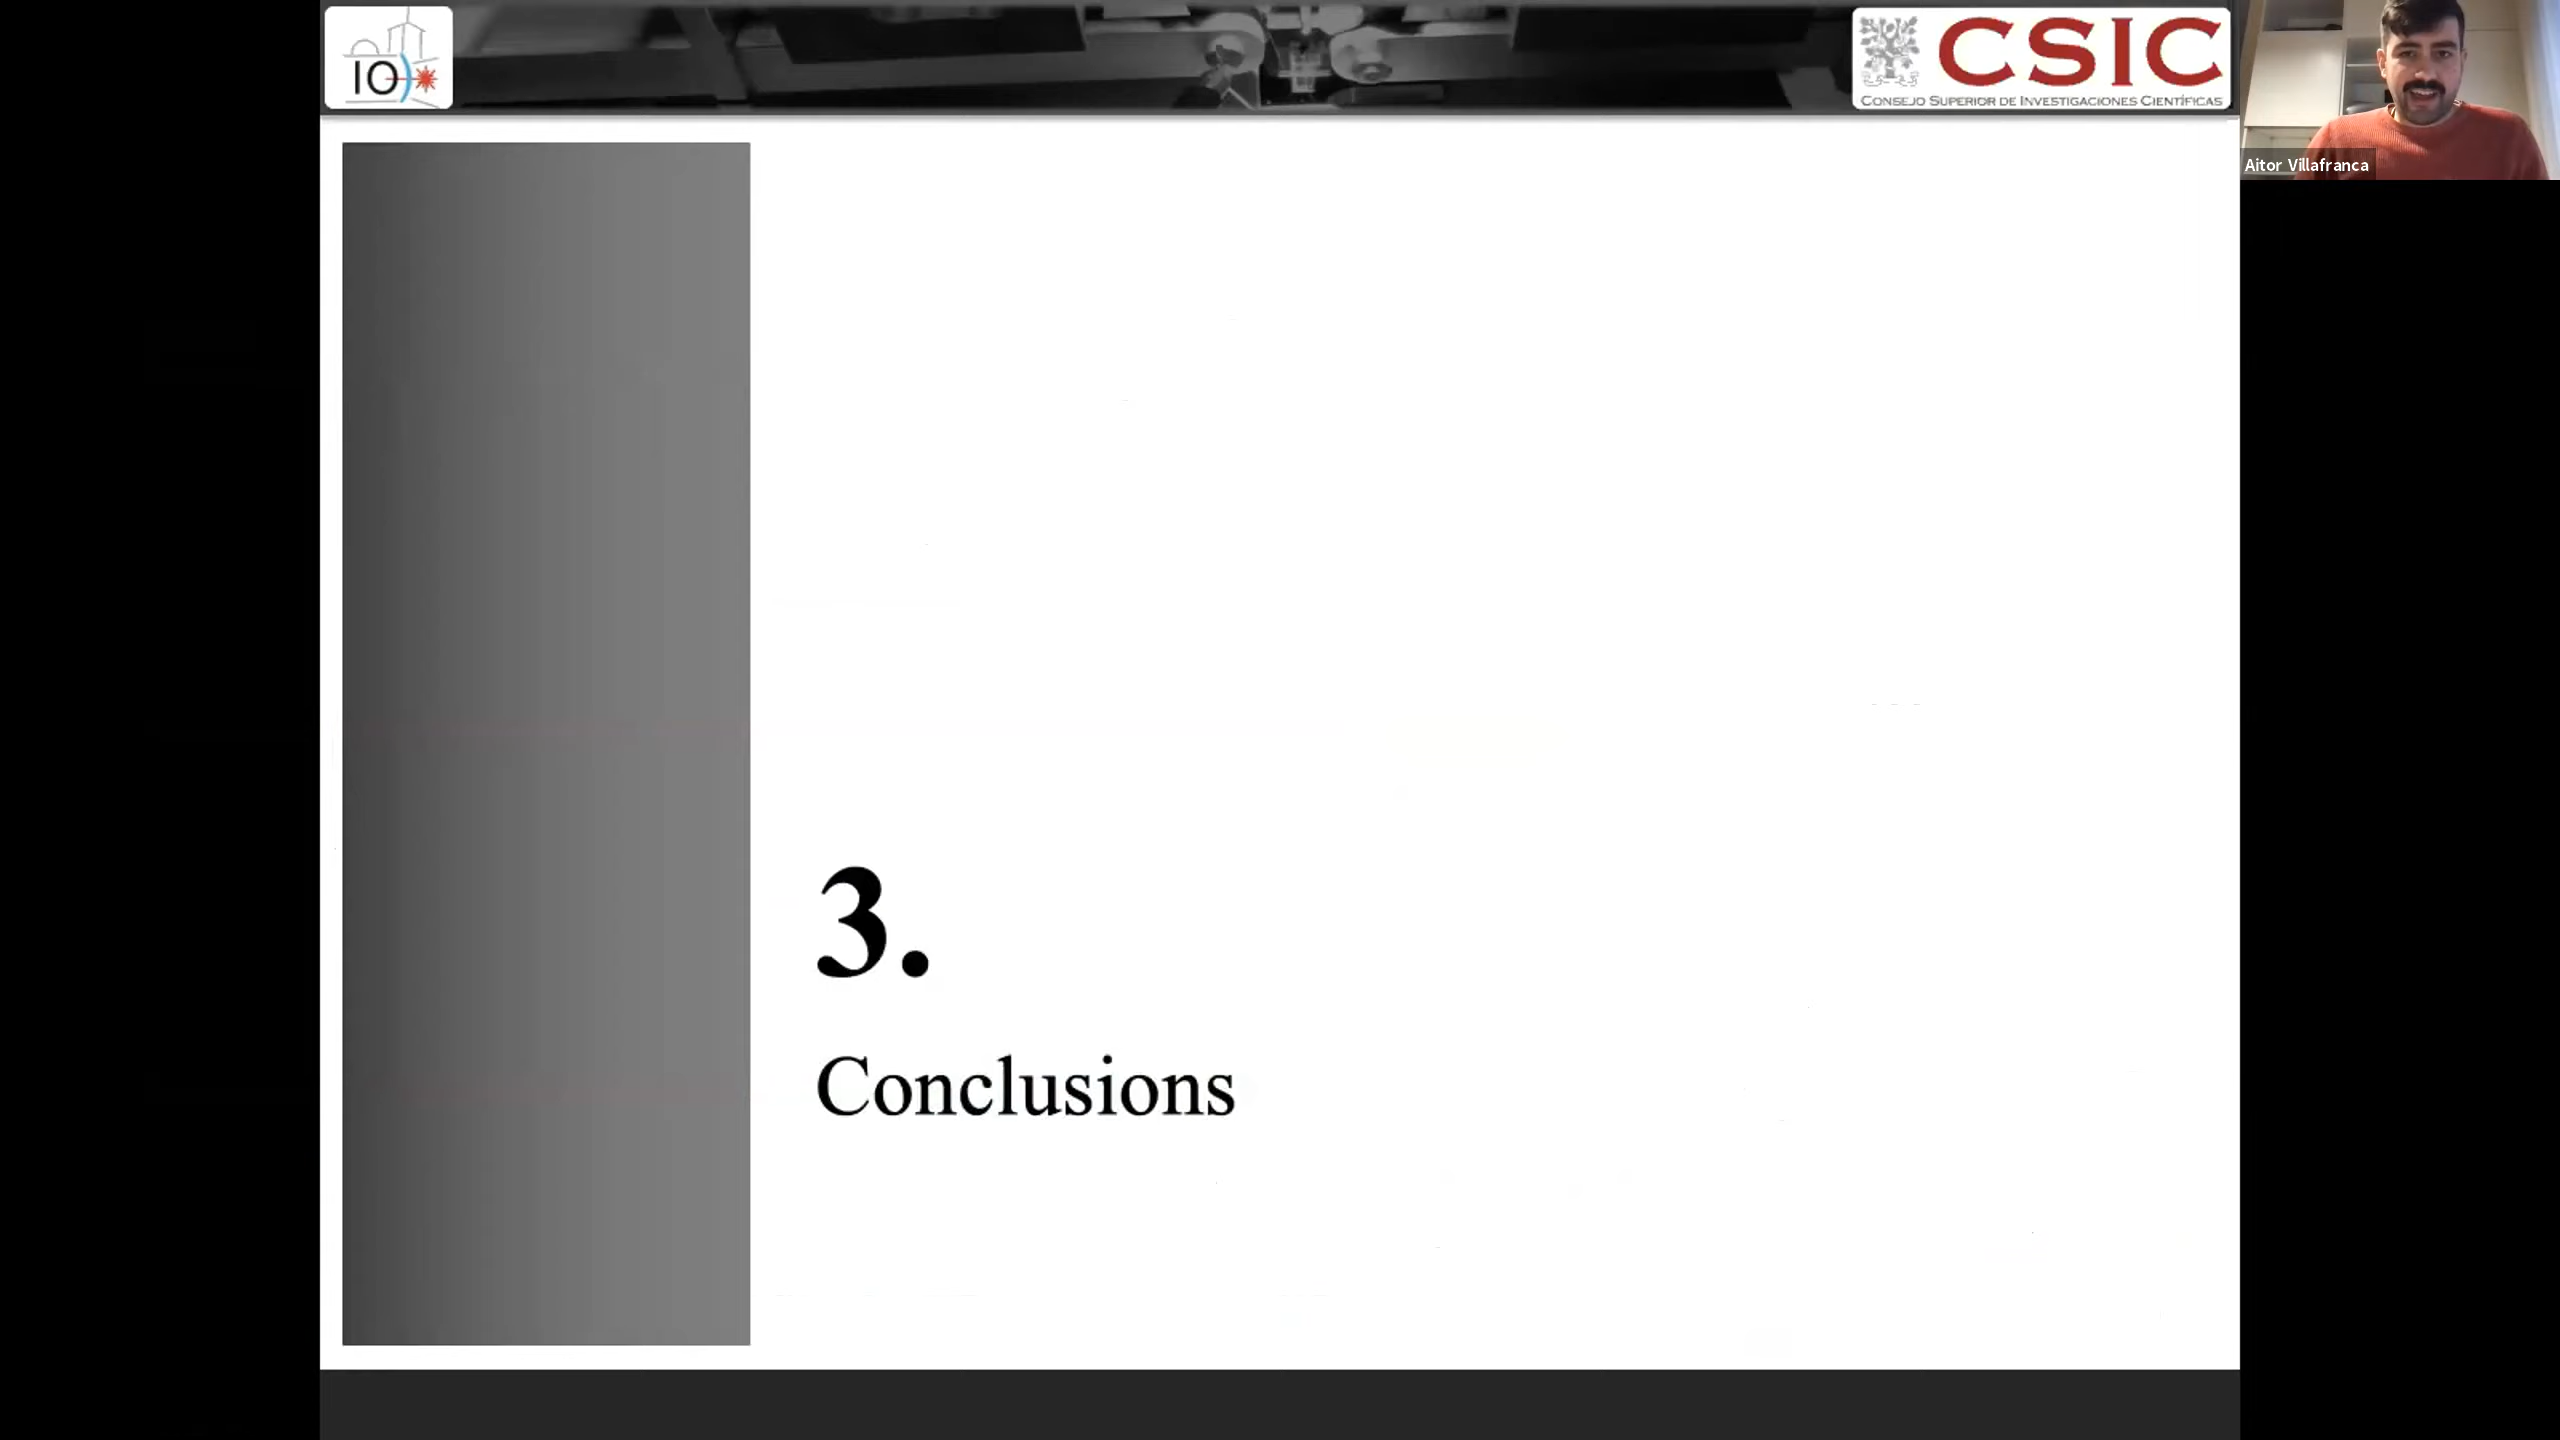 IO
CSIC
CONSEJO SUPERIOR DE INVESTIGACIONES CIENTÍFICAS
Aitor Villafranca
3.
Conclusions